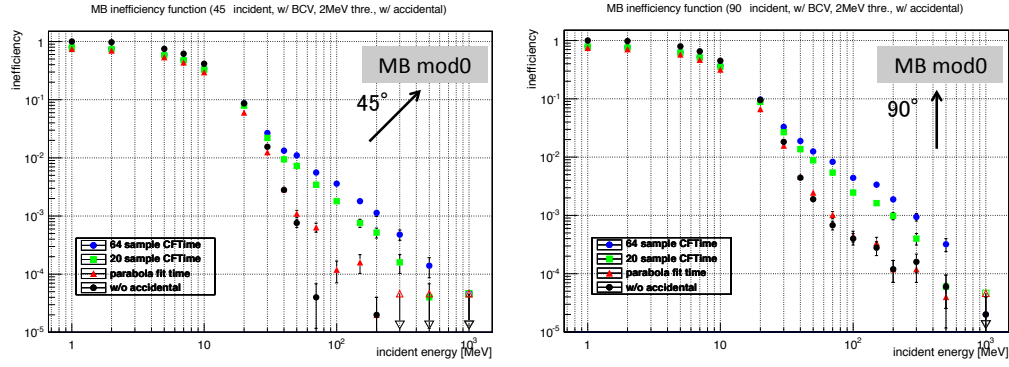 MB inefficiency function (45 incident, w/ BCV, 2MeV thre., w/ accidental)
inefficiency
1
10-1
10-2
10-3
10-4
10-5
MB mod0
45°
64 sample CFTime
20 sample CFTime
parabola fit time
w/o accidental
1 10 10² 10³
incident energy [MeV]
MB inefficiency function (90 incident, w/ BCV, 2MeV thre., w/ accidental)
inefficiency
1
10-1
10-2
10-3
10-4
10-5
MB mod0
90°
64 sample CFTime
20 sample CFTime
parabola fit time
w/o accidental
1 10 10² 10³
incident energy [MeV]